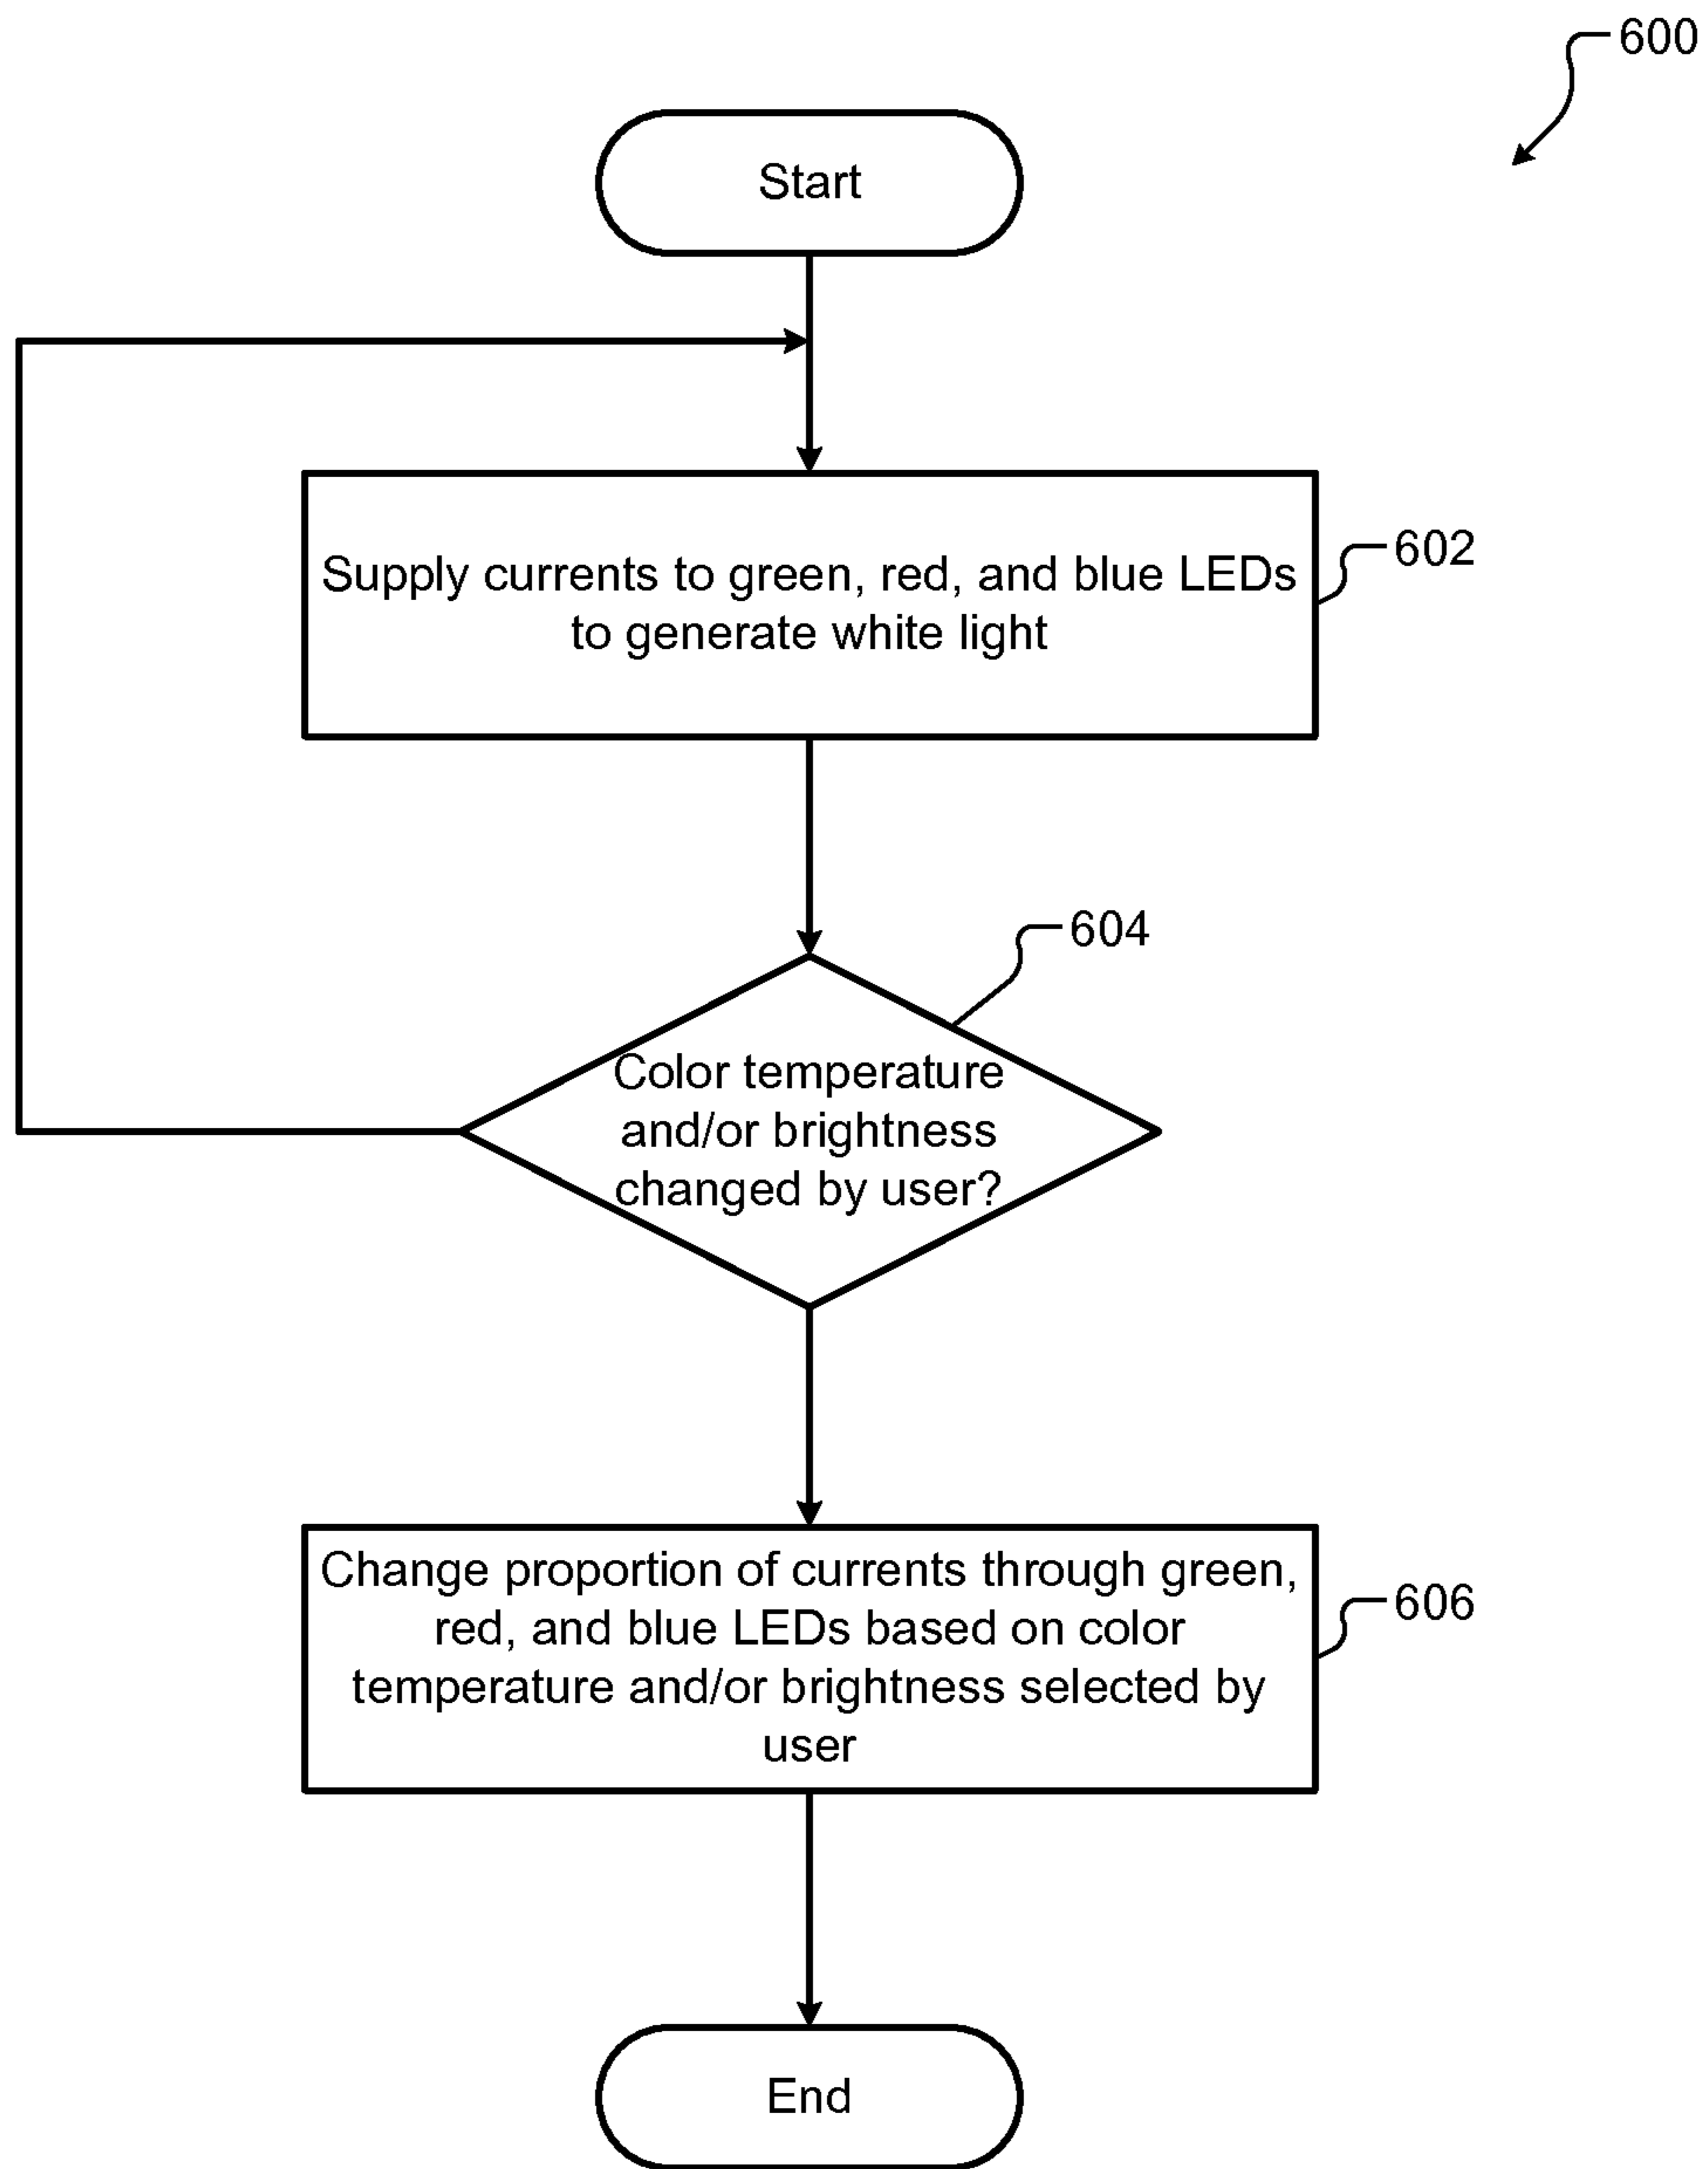 600
Start
Supply currents to green, red, and blue LEDs
to generate white light
602
604
Color temperature
and/or brightness
changed by user?
Change proportion of currents through green,
red, and blue LEDs based on color
temperature and/or brightness selected by
user
606
End